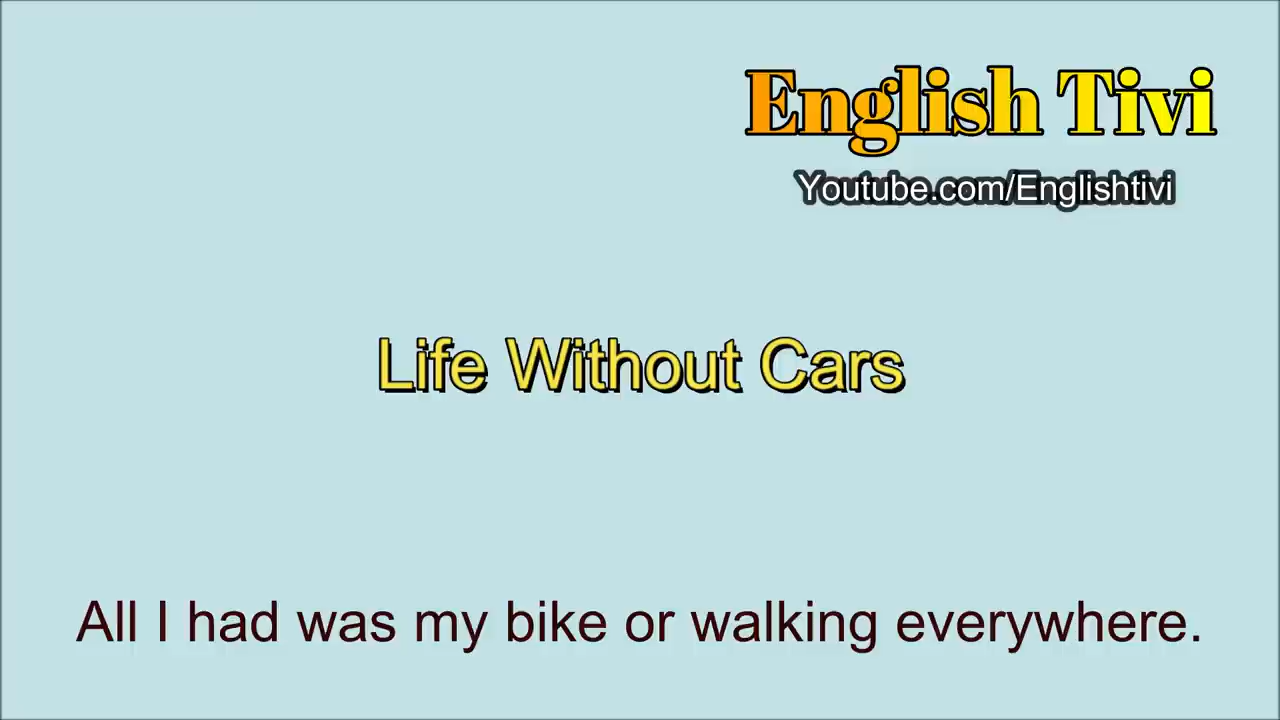 English Tivi
Youtube.com/Englishtivi
Life Without Cars
All I had was my bike or walking everywhere.